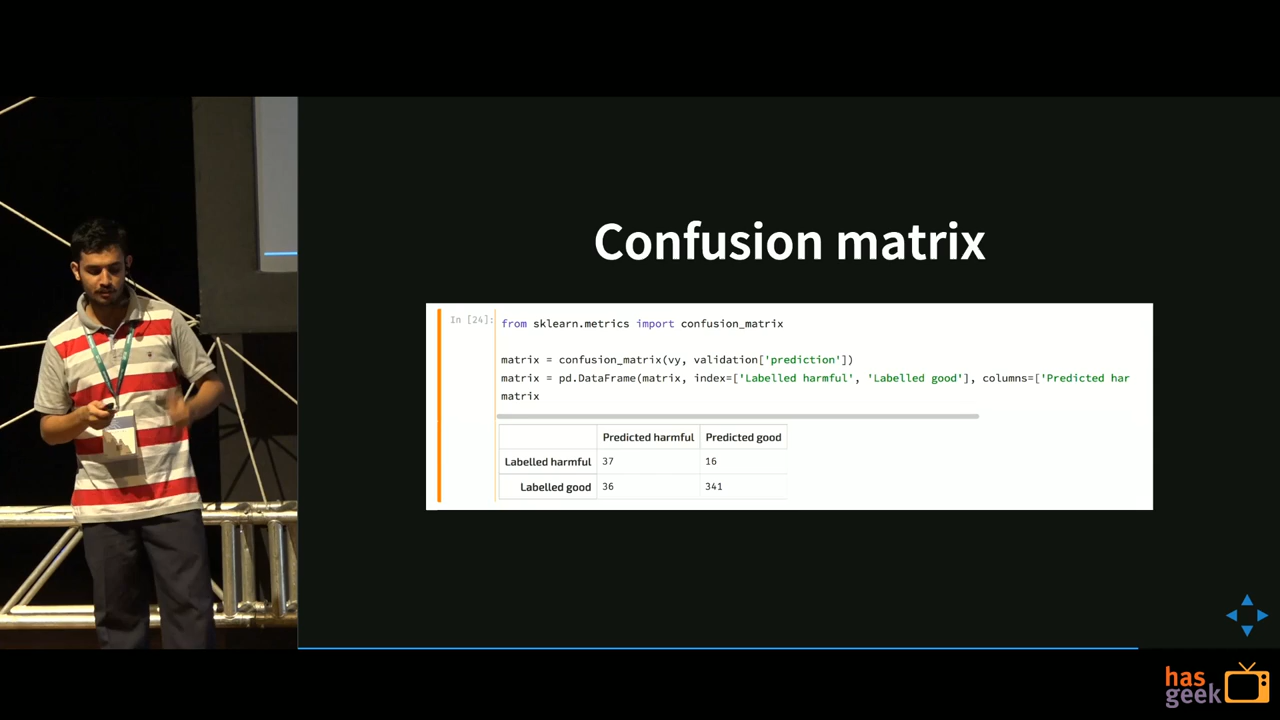 Confusion matrix
In [24]:
from sklearn.metrics import confusion_matrix
matrix = confusion_matrix(vy, validation['prediction'])
matrix = pd.DataFrame(matrix, index=['Labelled harmful', 'Labelled good'], columns=['Predicted har
matrix
Predicted harmful Predicted good
Labelled harmful 37 16
Labelled good 36 341
has
geek